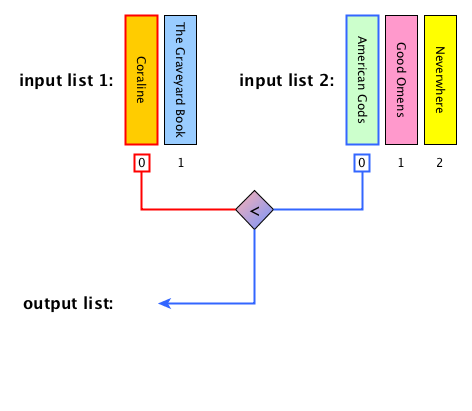 input list 1:
Coraline
The Graveyard Book
input list 2:
American Gods
Good Omens
Neverwhere
0
1
0
1
2
<
output list: